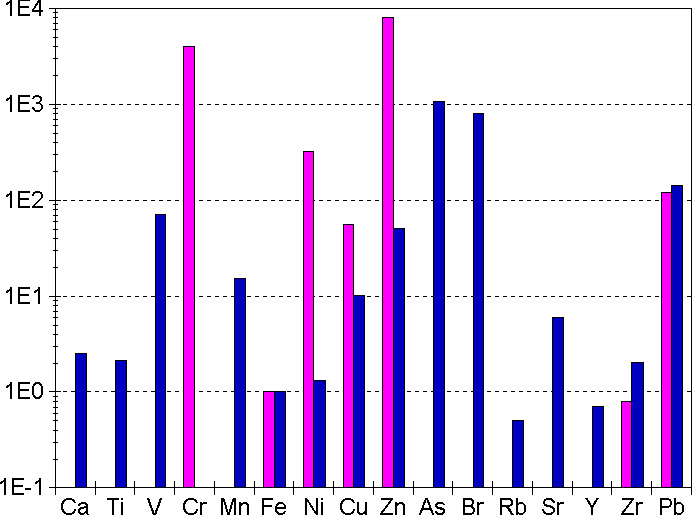 1E4
1E3
1E2
1E1
1E0
1E-1
Ca Ti V Cr Mn Fe Ni Cu Zn As Br Rb Sr Y Zr Pb